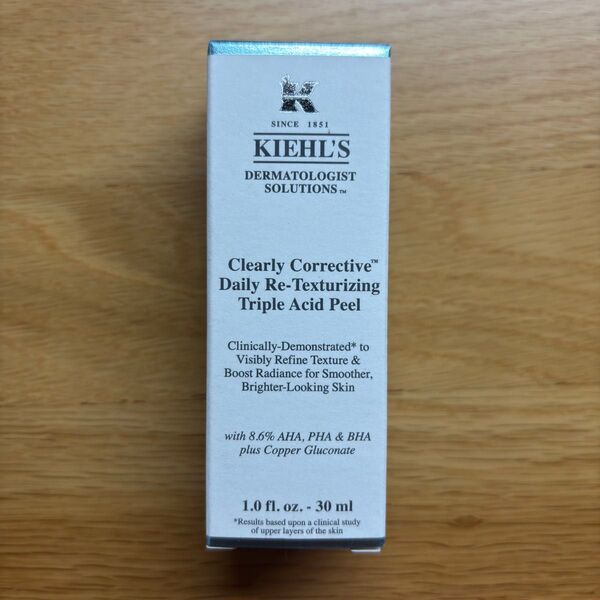 K
SINCE 1851
KIEHL'S
DERMATOLOGIST
SOLUTIONS™
Clearly Corrective™
Daily Re-Texturizing
Triple Acid Peel
Clinically-Demonstrated* to
Visibly Refine Texture &
Boost Radiance for Smoother,
Brighter-Looking Skin
with 8.6% AHA, PHA & BHA
plus Copper Gluconate
1.0 fl. oz. - 30 ml
*Results based upon a clinical study
of upper layers of the skin